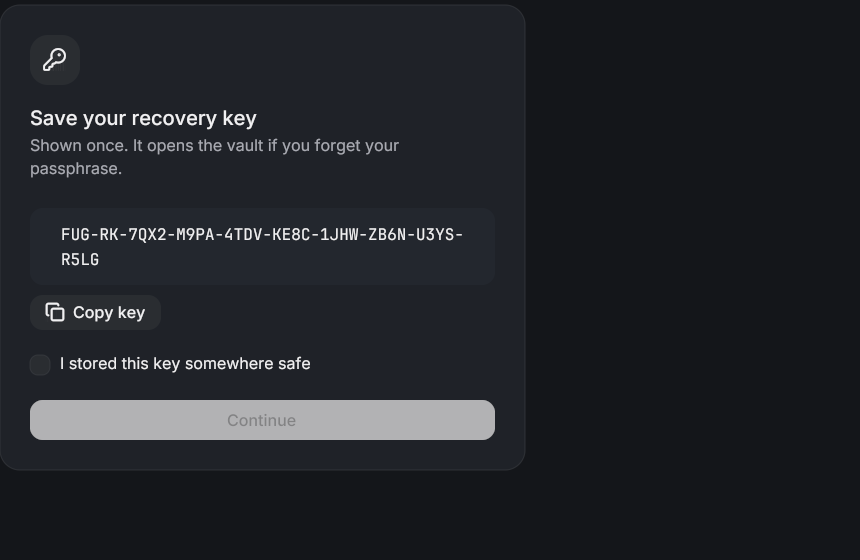 Save your recovery key
Shown once. It opens the vault if you forget your
passphrase.
FUG-RK-7QX2-M9PA-4TDV-KE8C-1JHW-ZB6N-U3YS-
R5LG
Copy key
I stored this key somewhere safe
Continue